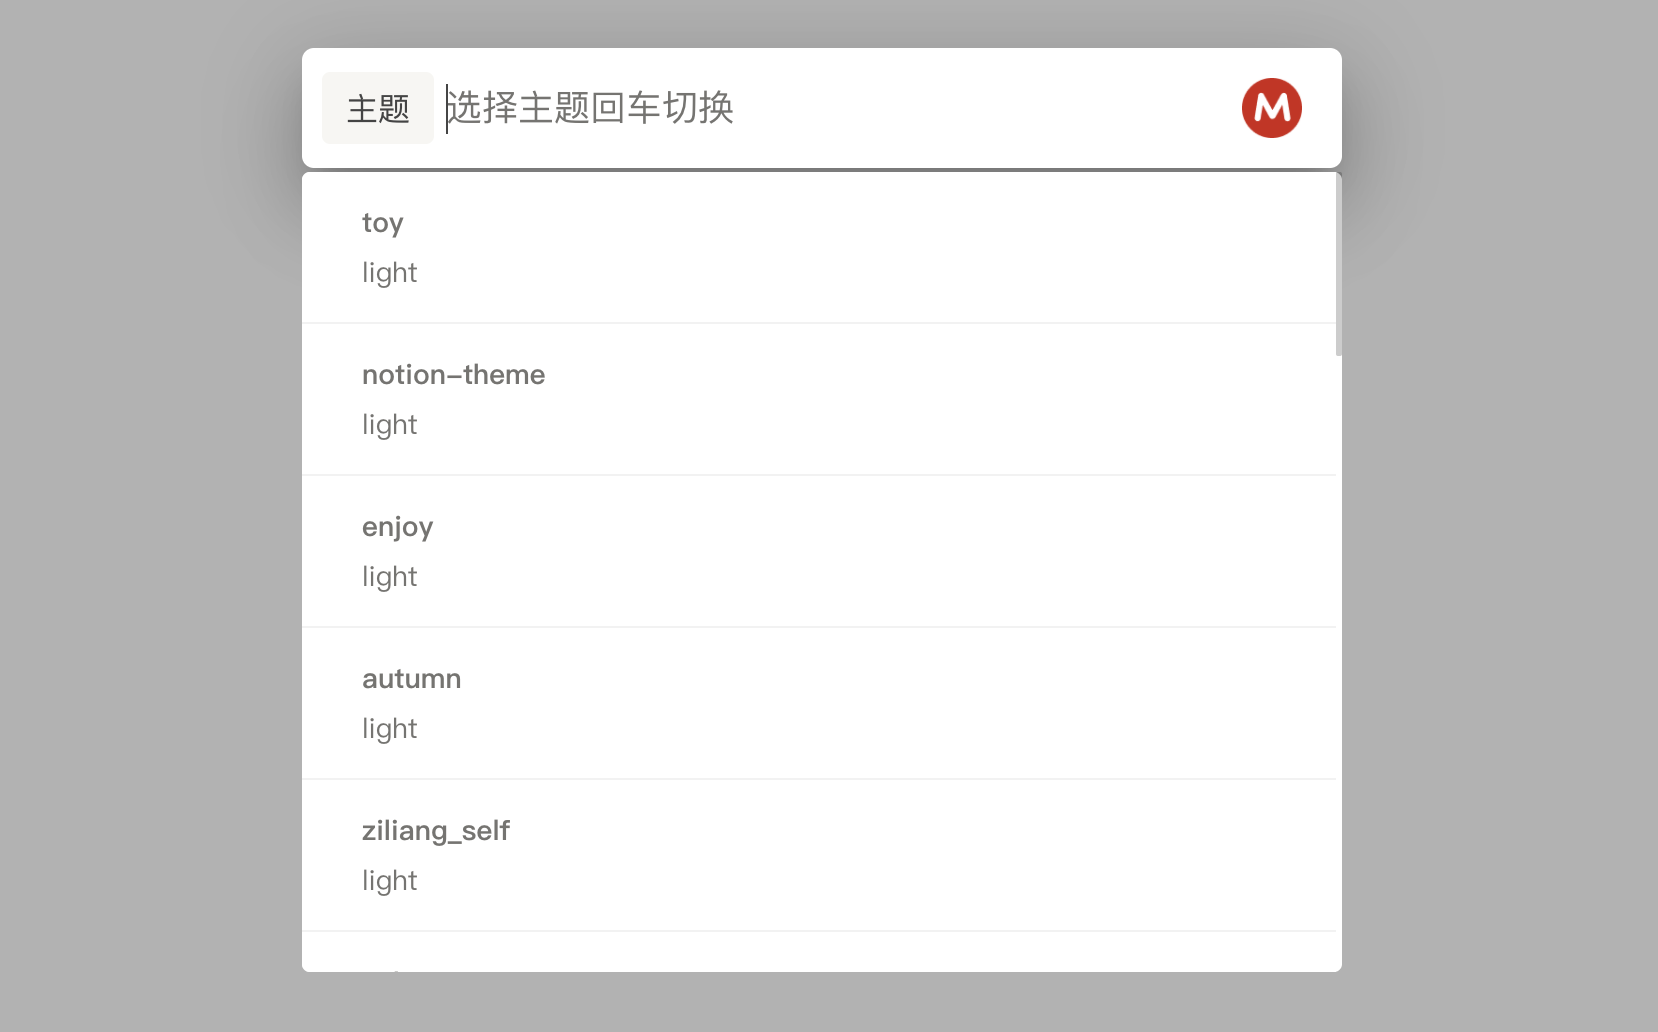 主题 选择主题回车切换 M
toy
light
notion-theme
light
enjoy
light
autumn
light
ziliang_self
light